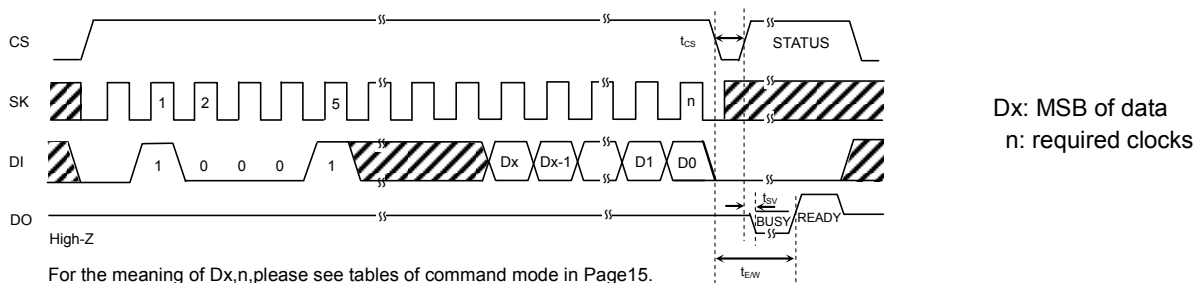 CS
tCS
STATUS
SK
1 2 5 n
DI
1 0 0 0 1 Dx Dx-1 D1 D0
DO
tSV
BUSY READY
High-Z
tE/W
For the meaning of Dx,n,please see tables of command mode in Page15.
Dx: MSB of data
n: required clocks